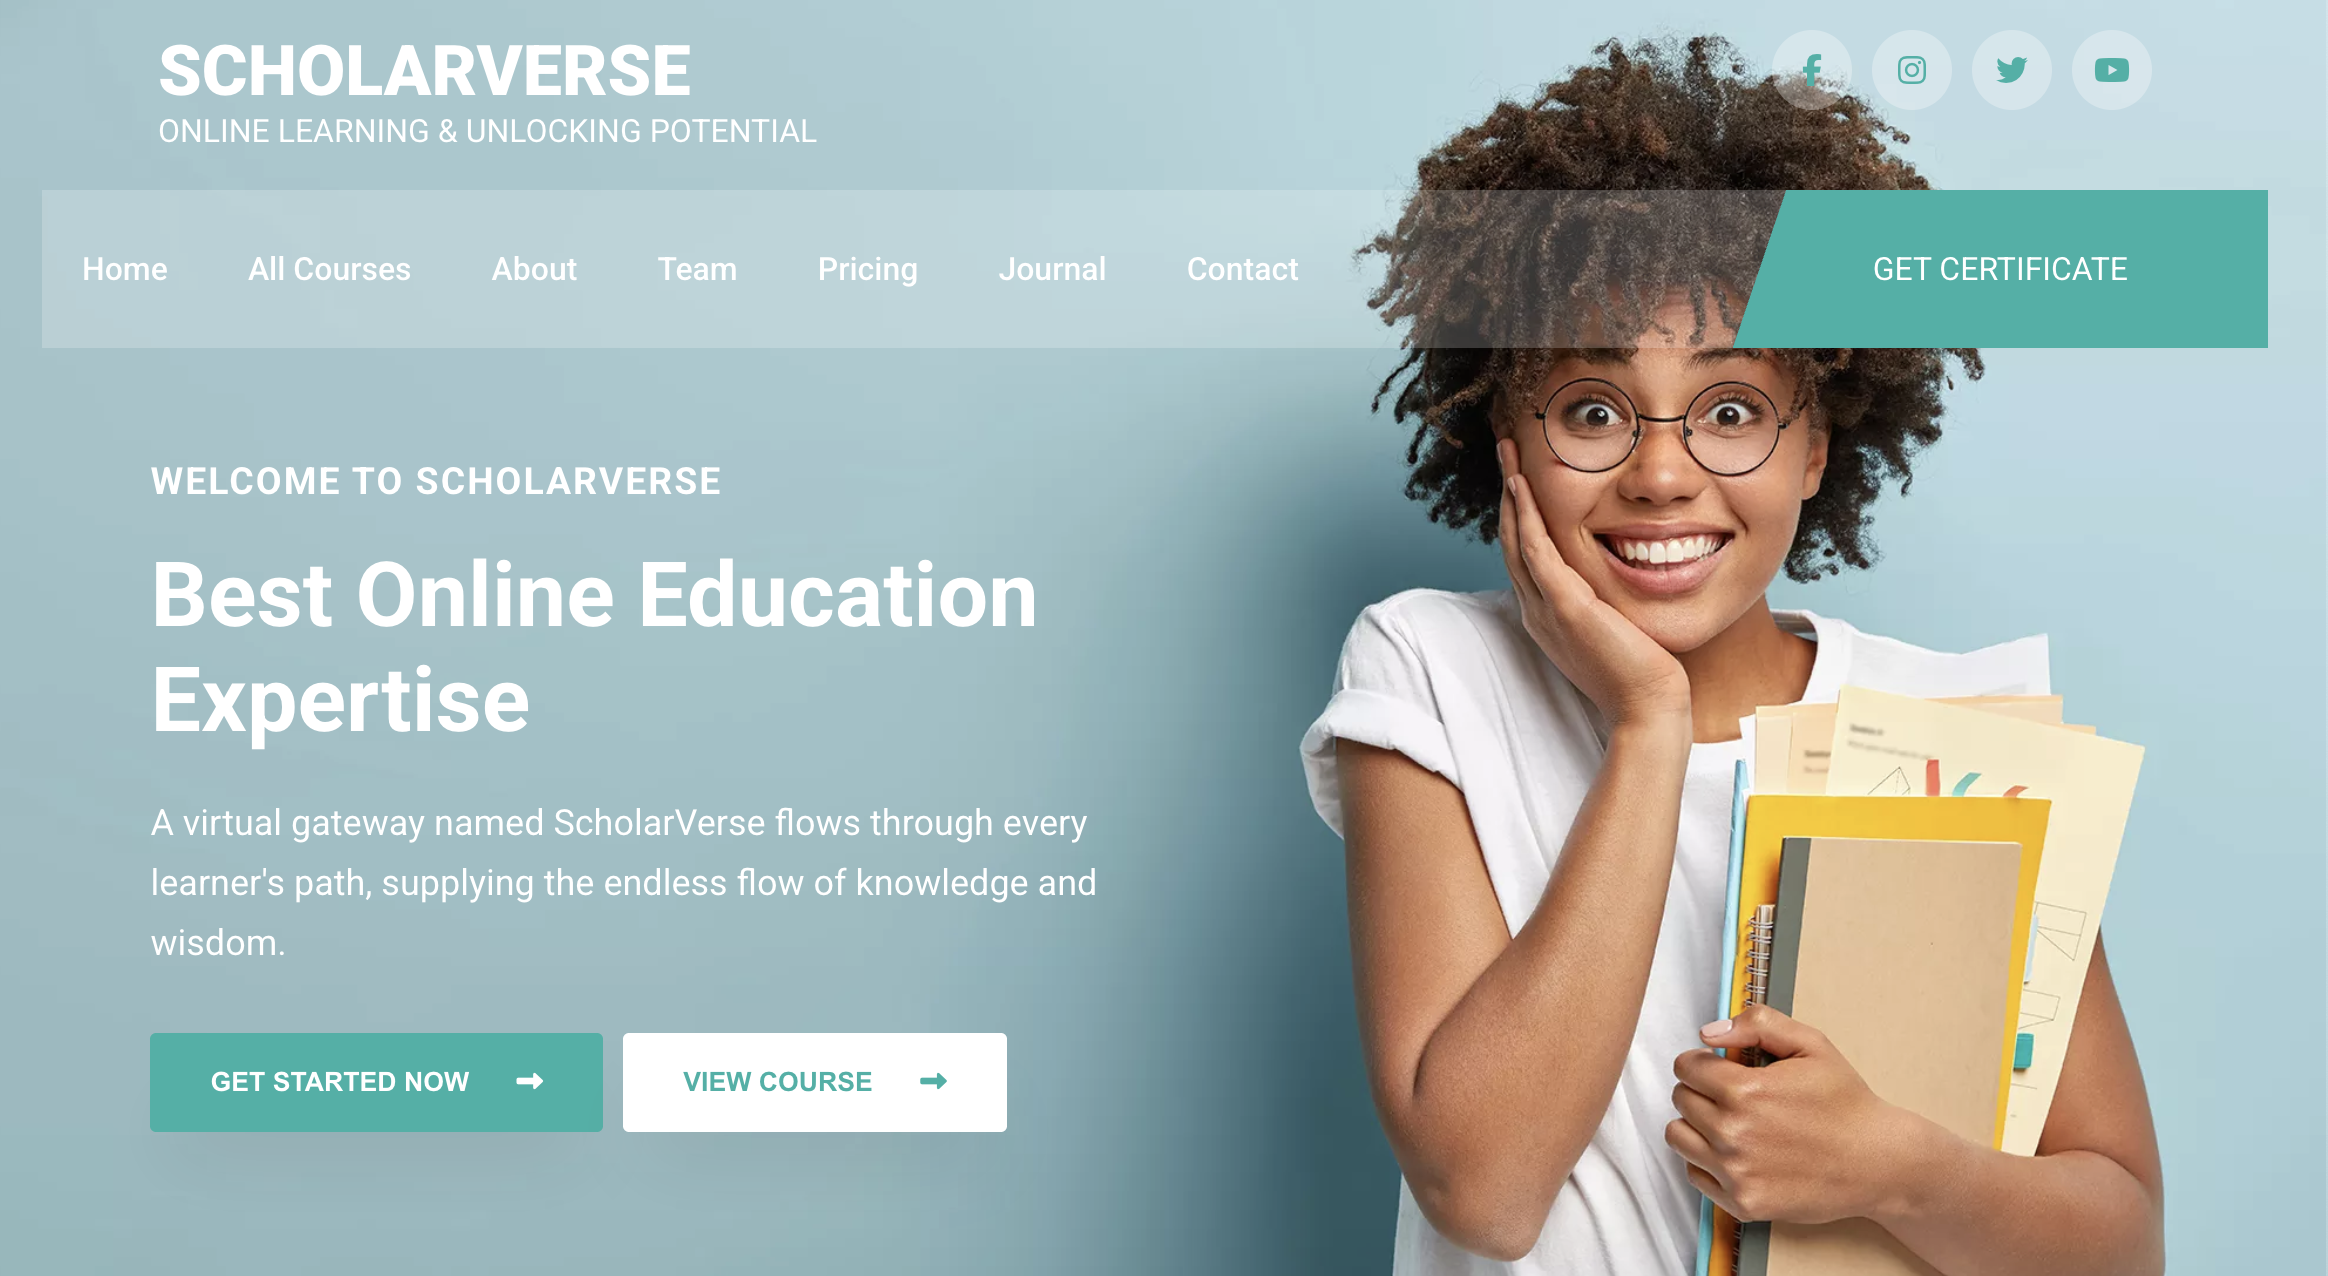 SCHOLARVERSE
ONLINE LEARNING & UNLOCKING POTENTIAL
Home
All Courses
About
Team
Pricing
Journal
Contact
GET CERTIFICATE
WELCOME TO SCHOLARVERSE
Best Online Education
Expertise
A virtual gateway named ScholarVerse flows through every
learner's path, supplying the endless flow of knowledge and
wisdom.
GET STARTED NOW
VIEW COURSE